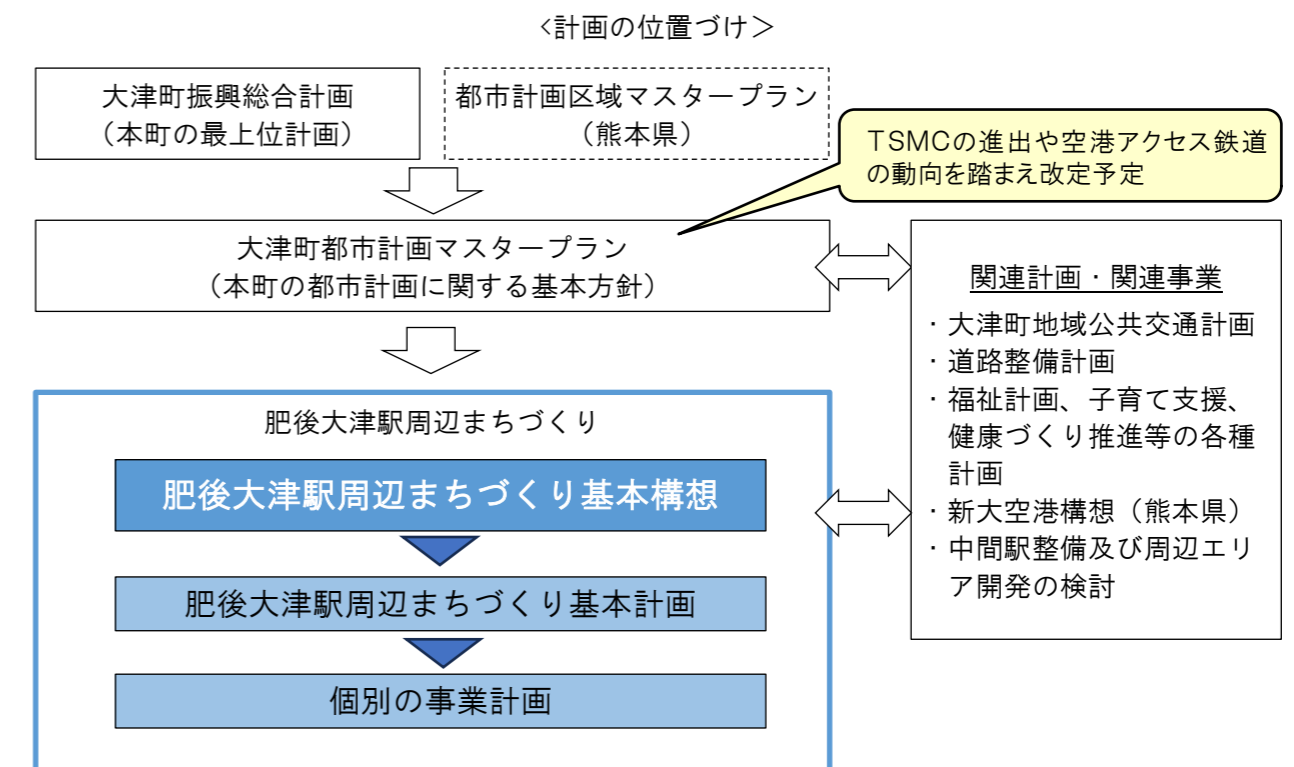 <計画の位置づけ＞
大津町振興総合計画
（本町の最上位計画）
都市計画区域マスタープラン
（熊本県）
TSMCの進出や空港アクセス鉄道
の動向を踏まえ改定予定
大津町都市計画マスタープラン
（本町の都市計画に関する基本方針）
関連計画・関連事業
・大津町地域公共交通計画
・道路整備計画
・福祉計画、子育て支援、
健康づくり推進等の各種
計画
・新大空港構想（熊本県）
・中間駅整備及び周辺エリ
ア開発の検討
肥後大津駅周辺まちづくり
肥後大津駅周辺まちづくり基本構想
肥後大津駅周辺まちづくり基本計画
個別の事業計画